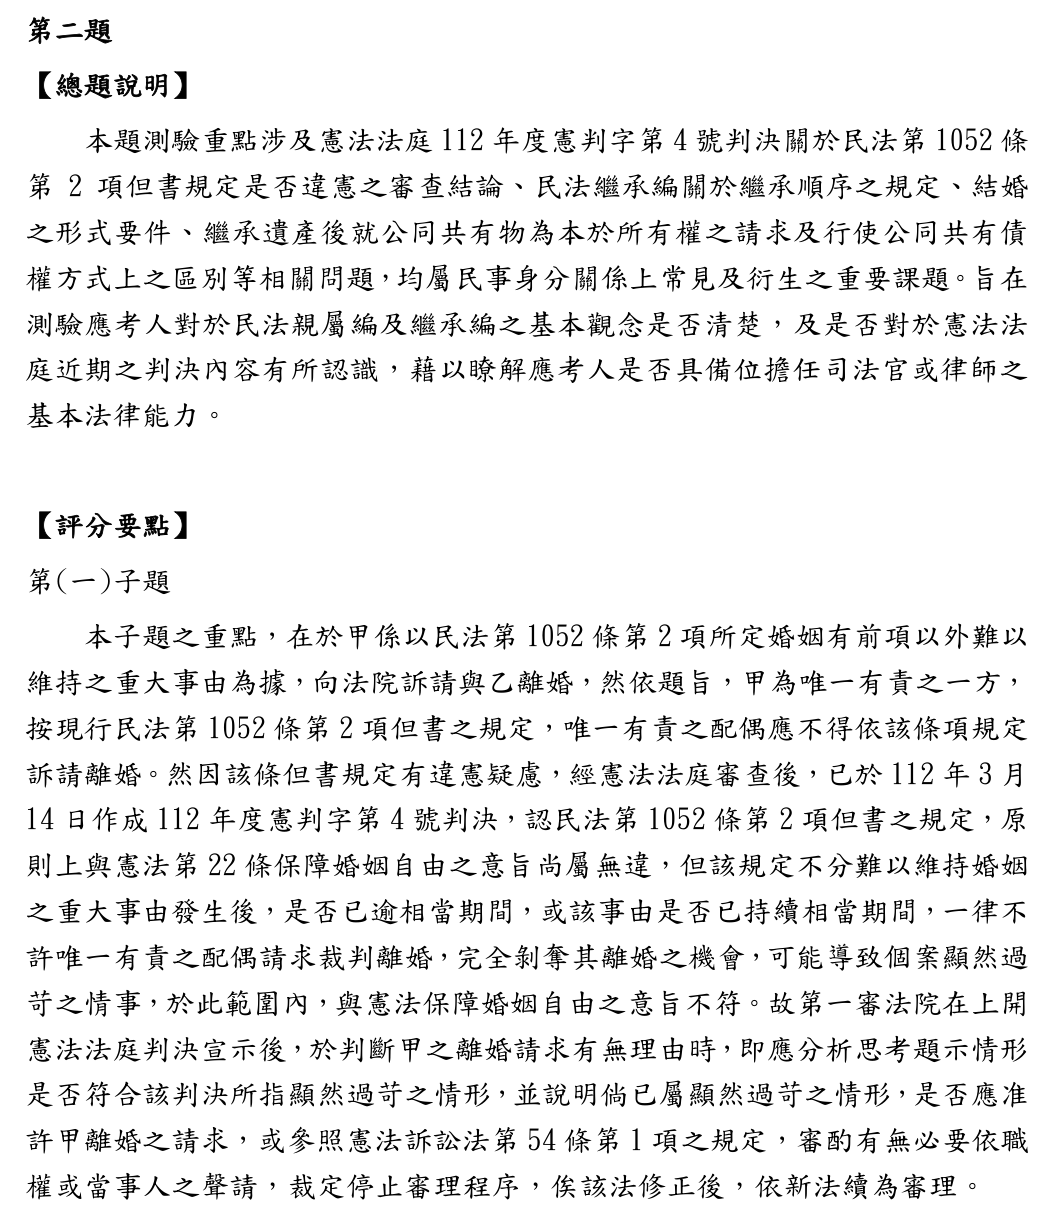 第二題
【總題說明】
本題測驗重點涉及憲法法庭 112 年度憲判字第 4 號判決關於民法第 1052 條
第 2 項但書規定是否違憲之審查結論、民法繼承編關於繼承順序之規定、結婚
之形式要件、繼承遺產後就公同共有物為本於所有權之請求及行使公同共有債
權方式上之區別等相關問題，均屬民事身分關係上常見及衍生之重要課題。旨在
測驗應考人對於民法親屬編及繼承編之基本觀念是否清楚，及是否對於憲法法
庭近期之判決內容有所認識，藉以瞭解應考人是否具備位擔任司法官或律師之
基本法律能力。
【評分要點】
第(一)子題
本子題之重點，在於甲係以民法第 1052 條第 2 項所定婚姻有前項以外難以
維持之重大事由為據，向法院訴請與乙離婚，然依題旨，甲為唯一有責之一方，
按現行民法第 1052 條第 2 項但書之規定，唯一有責之配偶應不得依該條項規定
訴請離婚。然因該條但書規定有違憲疑慮，經憲法法庭審查後，已於 112 年 3 月
14 日作成 112 年度憲判字第 4 號判決，認民法第 1052 條第 2 項但書之規定，原
則上與憲法第 22 條保障婚姻自由之意旨尚屬無違，但該規定不分難以維持婚姻
之重大事由發生後，是否已逾相當期間，或該事由是否已持續相當期間，一律不
許唯一有責之配偶請求裁判離婚，完全剝奪其離婚之機會，可能導致個案顯然過
苛之情事，於此範圍內，與憲法保障婚姻自由之意旨不符。故第一審法院在上開
憲法法庭判決宣示後，於判斷甲之離婚請求有無理由時，即應分析思考題示情形
是否符合該判決所指顯然過苛之情形，並說明倘已屬顯然過苛之情形，是否應准
許甲離婚之請求，或參照憲法訴訟法第 54 條第 1 項之規定，審酌有無必要依職
權或當事人之聲請，裁定停止審理程序，俟該法修正後，依新法續為審理。